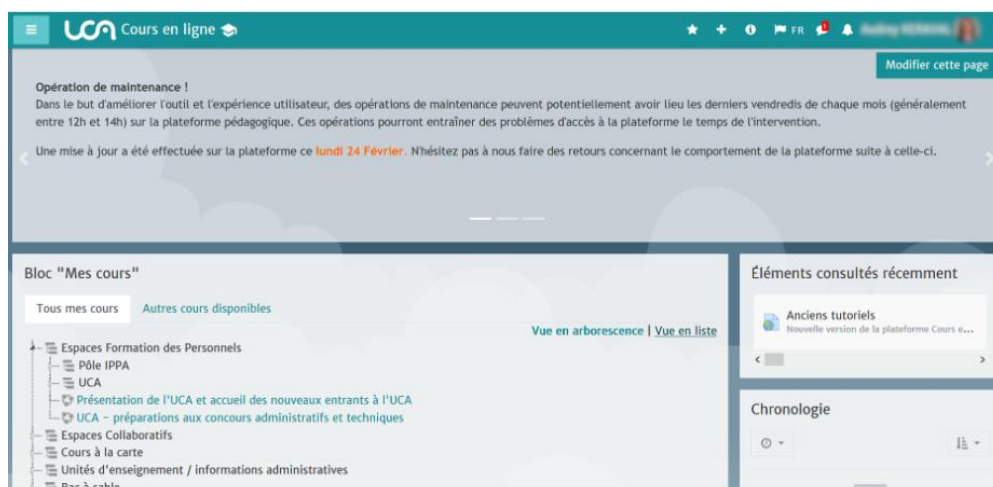 UCA Cours en ligne
FR
Modifier cette page
Opération de maintenance !
Dans le but d'améliorer l'outil et l'expérience utilisateur, des opérations de maintenance peuvent potentiellement avoir lieu les derniers vendredis de chaque mois (généralement
entre 12h et 14h) sur la plateforme pédagogique. Ces opérations pourront entraîner des problèmes d'accès à la plateforme le temps de l'intervention.
Une mise à jour a été effectuée sur la plateforme ce lundi 24 Février. N'hésitez pas à nous faire des retours concernant le comportement de la plateforme suite à celle-ci.
Bloc "Mes cours"
Tous mes cours Autres cours disponibles
Vue en arborescence | Vue en liste
Espaces Formation des Personnels
Pôle IPPA
UCA
Présentation de l'UCA et accueil des nouveaux entrants à l'UCA
UCA - préparations aux concours administratifs et techniques
Espaces Collaboratifs
Cours à la carte
Unités d'enseignement / informations administratives
Bac à sable
Éléments consultés récemment
Anciens tutoriels
Nouvelle version de la plateforme Cours e...
Chronologie